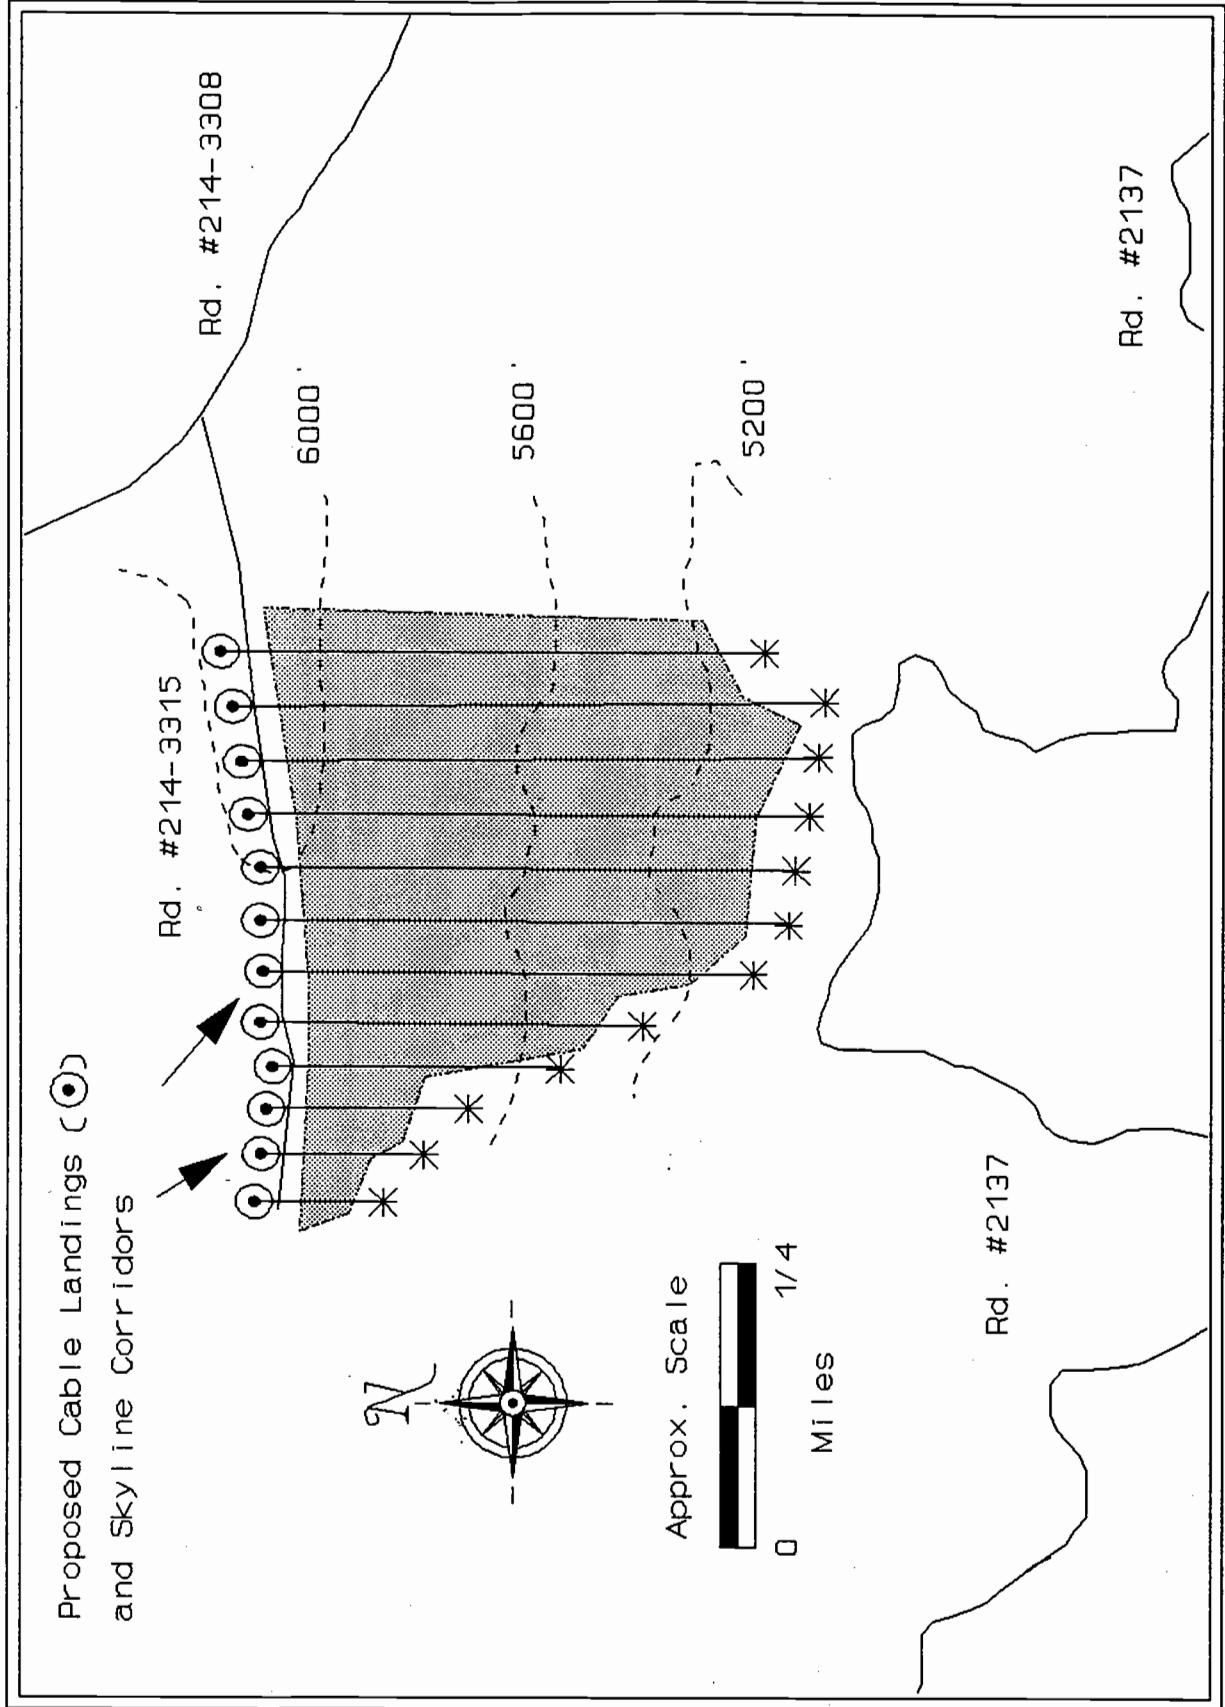 Proposed Cable Landings (⊙)
and Skyline Corridors
Rd. #214-3315
Rd. #214-3308
6000'
5600'
5200'
N
Approx. Scale
0 1/4
Miles
Rd. #2137
Rd. #2137